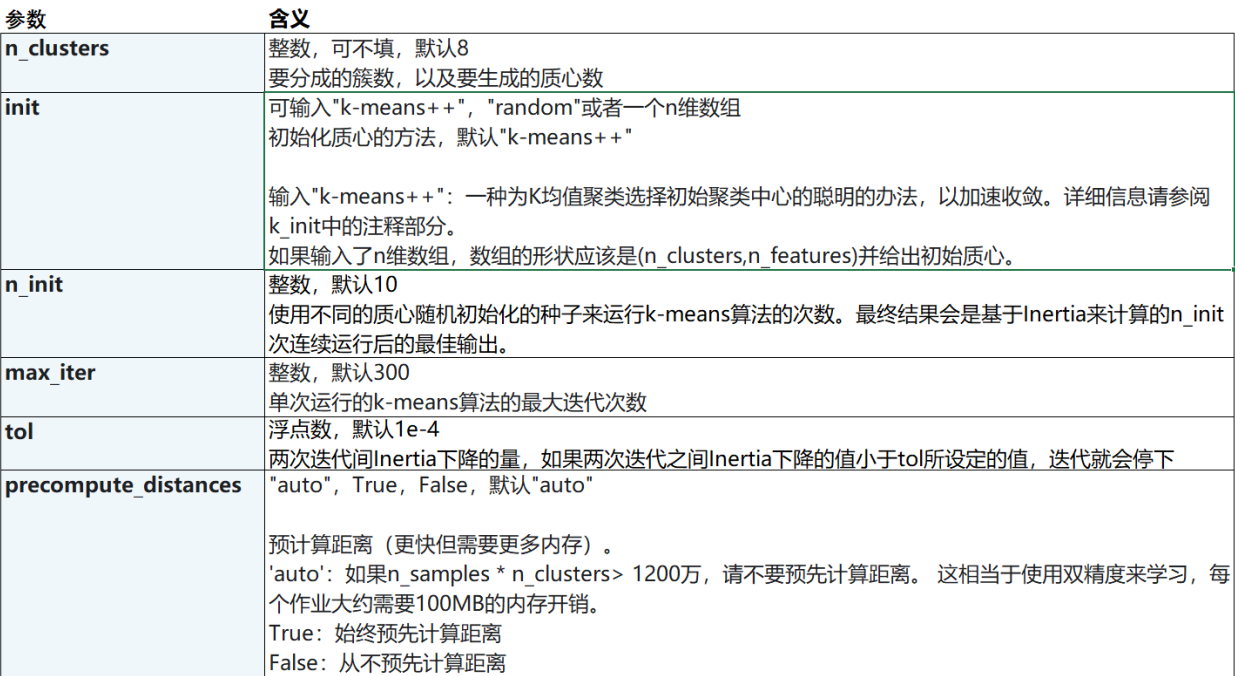 参数 含义
n_clusters 整数，可不填，默认8
要分成的簇数，以及要生成的质心数
init 可输入"k-means++"，"random"或者一个n维数组
初始化质心的方法，默认"k-means++"
输入"k-means++"：一种为K均值聚类选择初始聚类中心的聪明的办法，以加速收敛。详细信息请参阅
k_init中的注释部分。
如果输入了n维数组，数组的形状应该是(n_clusters,n_features)并给出初始质心。
n_init 整数，默认10
使用不同的质心随机初始化的种子来运行k-means算法的次数。最终结果会是基于Inertia来计算的n_init
次连续运行后的最佳输出。
max_iter 整数，默认300
单次运行的k-means算法的最大迭代次数
tol 浮点数，默认1e-4
两次迭代间Inertia下降的量，如果两次迭代之间Inertia下降的值小于tol所设定的值，迭代就会停下
precompute_distances "auto"，True，False，默认"auto"
预计算距离（更快但需要更多内存）。
'auto'：如果n_samples * n_clusters> 1200万，请不要预先计算距离。 这相当于使用双精度来学习，每
个作业大约需要100MB的内存开销。
True：始终预先计算距离
False：从不预先计算距离